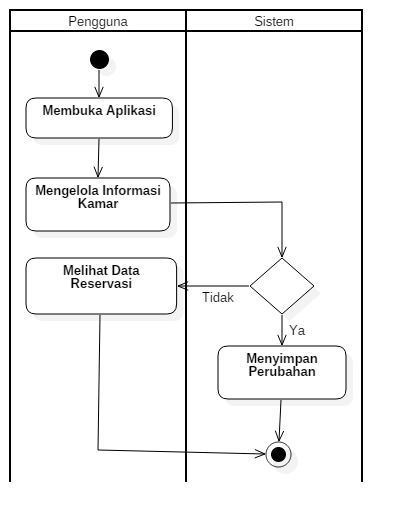 Pengguna
Sistem
Membuka Aplikasi
Mengelola Informasi
Kamar
Melihat Data
Reservasi
Tidak
Ya
Menyimpan
Perubahan